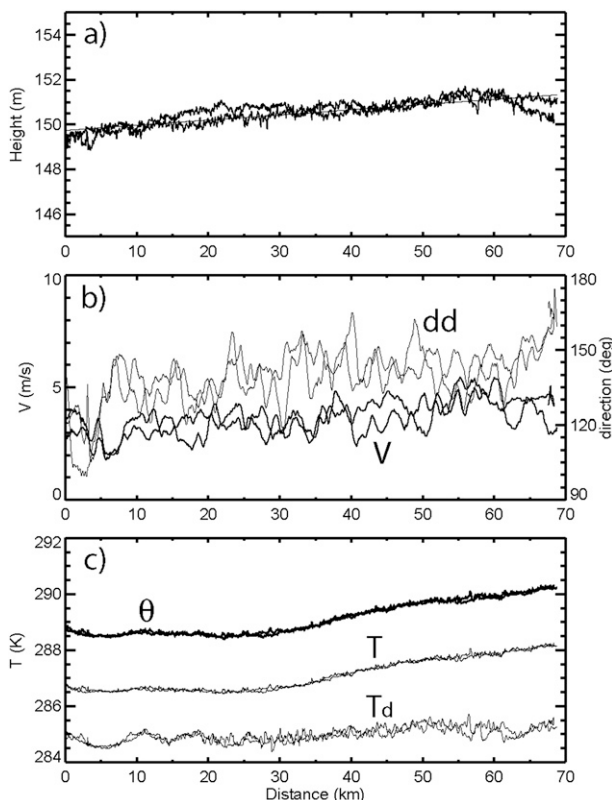 a)
154
152
150
148
146
Height (m)
0 10 20 30 40 50 60 70
b)
10
5
0
V (m/s)
dd
V
180
150
120
90
direction (deg)
0 10 20 30 40 50 60 70
c)
292
290
288
286
284
T (K)
θ
T
Td
0 10 20 30 40 50 60 70
Distance (km)